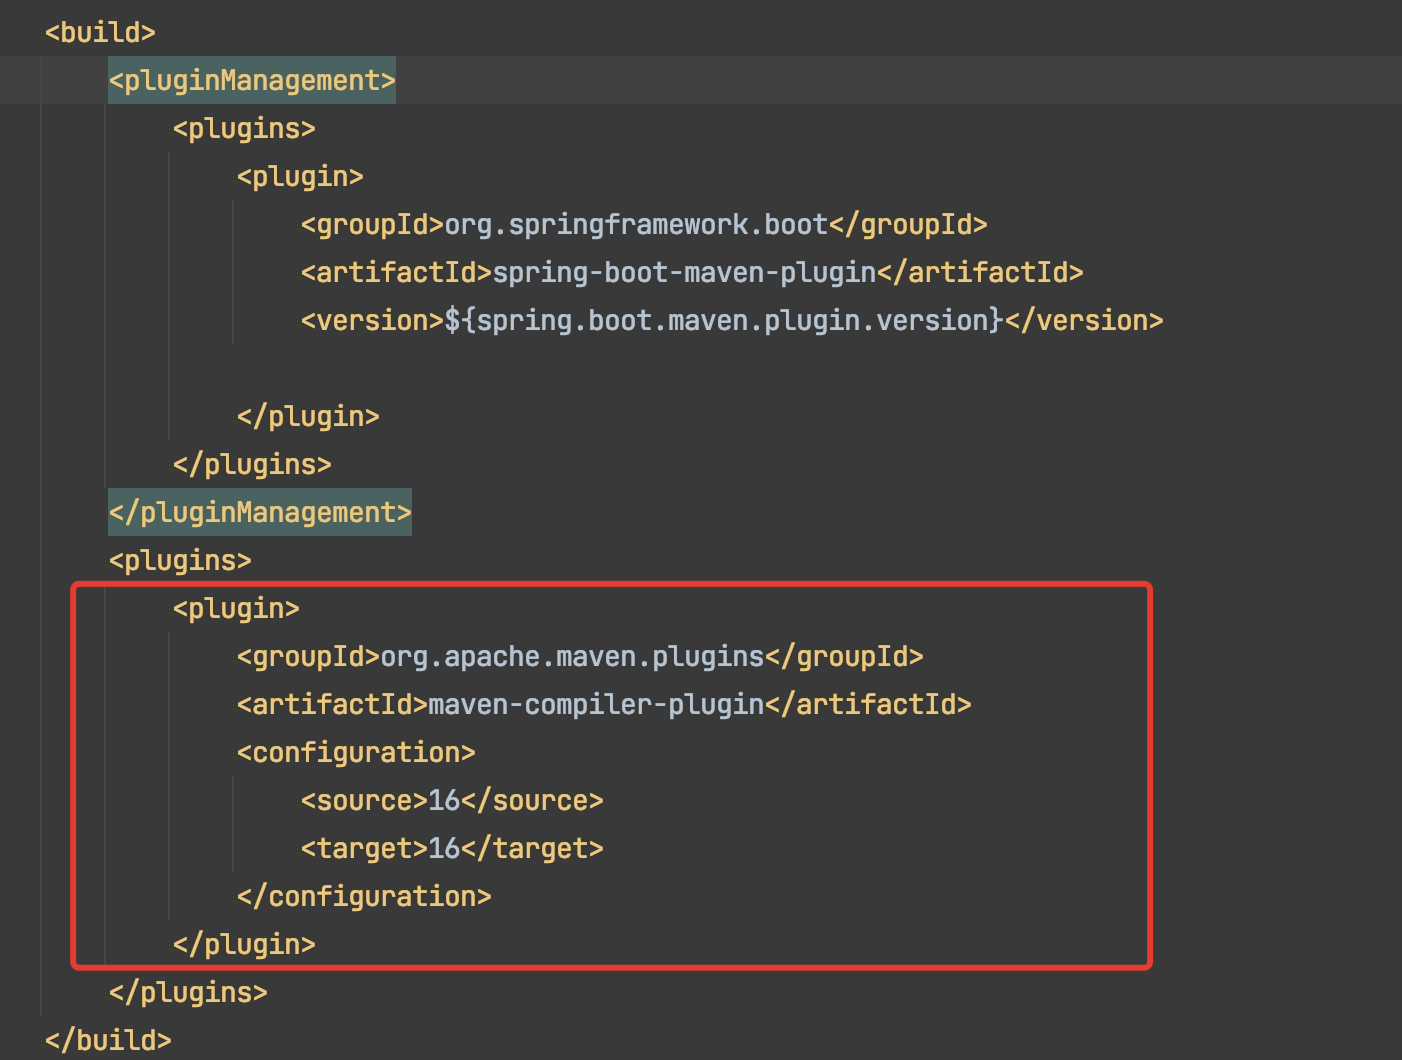 <build>
<pluginManagement>
<plugins>
<plugin>
<groupId>org.springframework.boot</groupId>
<artifactId>spring-boot-maven-plugin</artifactId>
<version>${spring.boot.maven.plugin.version}</version>
</plugin>
</plugins>
</pluginManagement>
<plugins>
<plugin>
<groupId>org.apache.maven.plugins</groupId>
<artifactId>maven-compiler-plugin</artifactId>
<configuration>
<source>16</source>
<target>16</target>
</configuration>
</plugin>
</plugins>
</build>